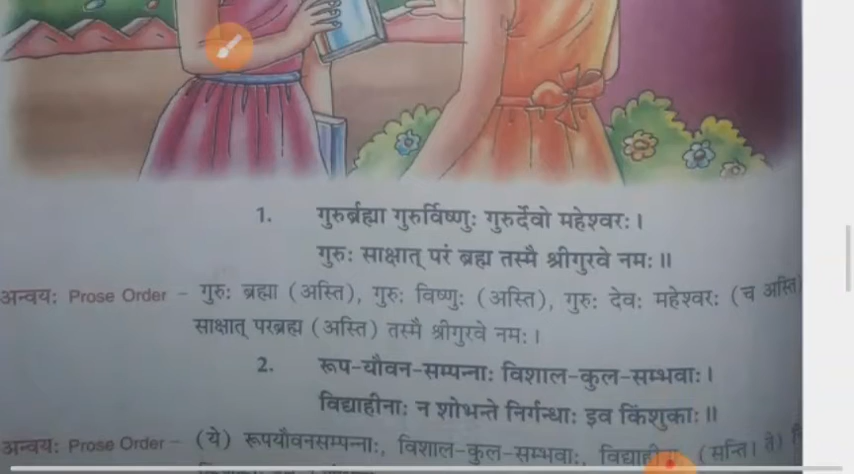 1. गुरुर्ब्रह्मा गुरुर्विष्णुः गुरुर्देवो महेश्वरः।
गुरुः साक्षात् परं ब्रह्म तस्मै श्रीगुरवे नमः॥
अन्वयः Prose Order – गुरुः ब्रह्मा (अस्ति), गुरुः विष्णुः (अस्ति), गुरुः देवः महेश्वरः (च अस्ति)
साक्षात् परब्रह्म (अस्ति) तस्मै श्रीगुरवे नमः।
2. रूप-यौवन-सम्पन्नाः विशाल-कुल-सम्भवाः।
विद्याहीनाः न शोभन्ते निर्गन्धाः इव किंशुकाः॥
अन्वयः Prose Order – (ये) रूपयौवनसम्पन्नाः, विशाल-कुल-सम्भवाः, (सन्ति। ते)